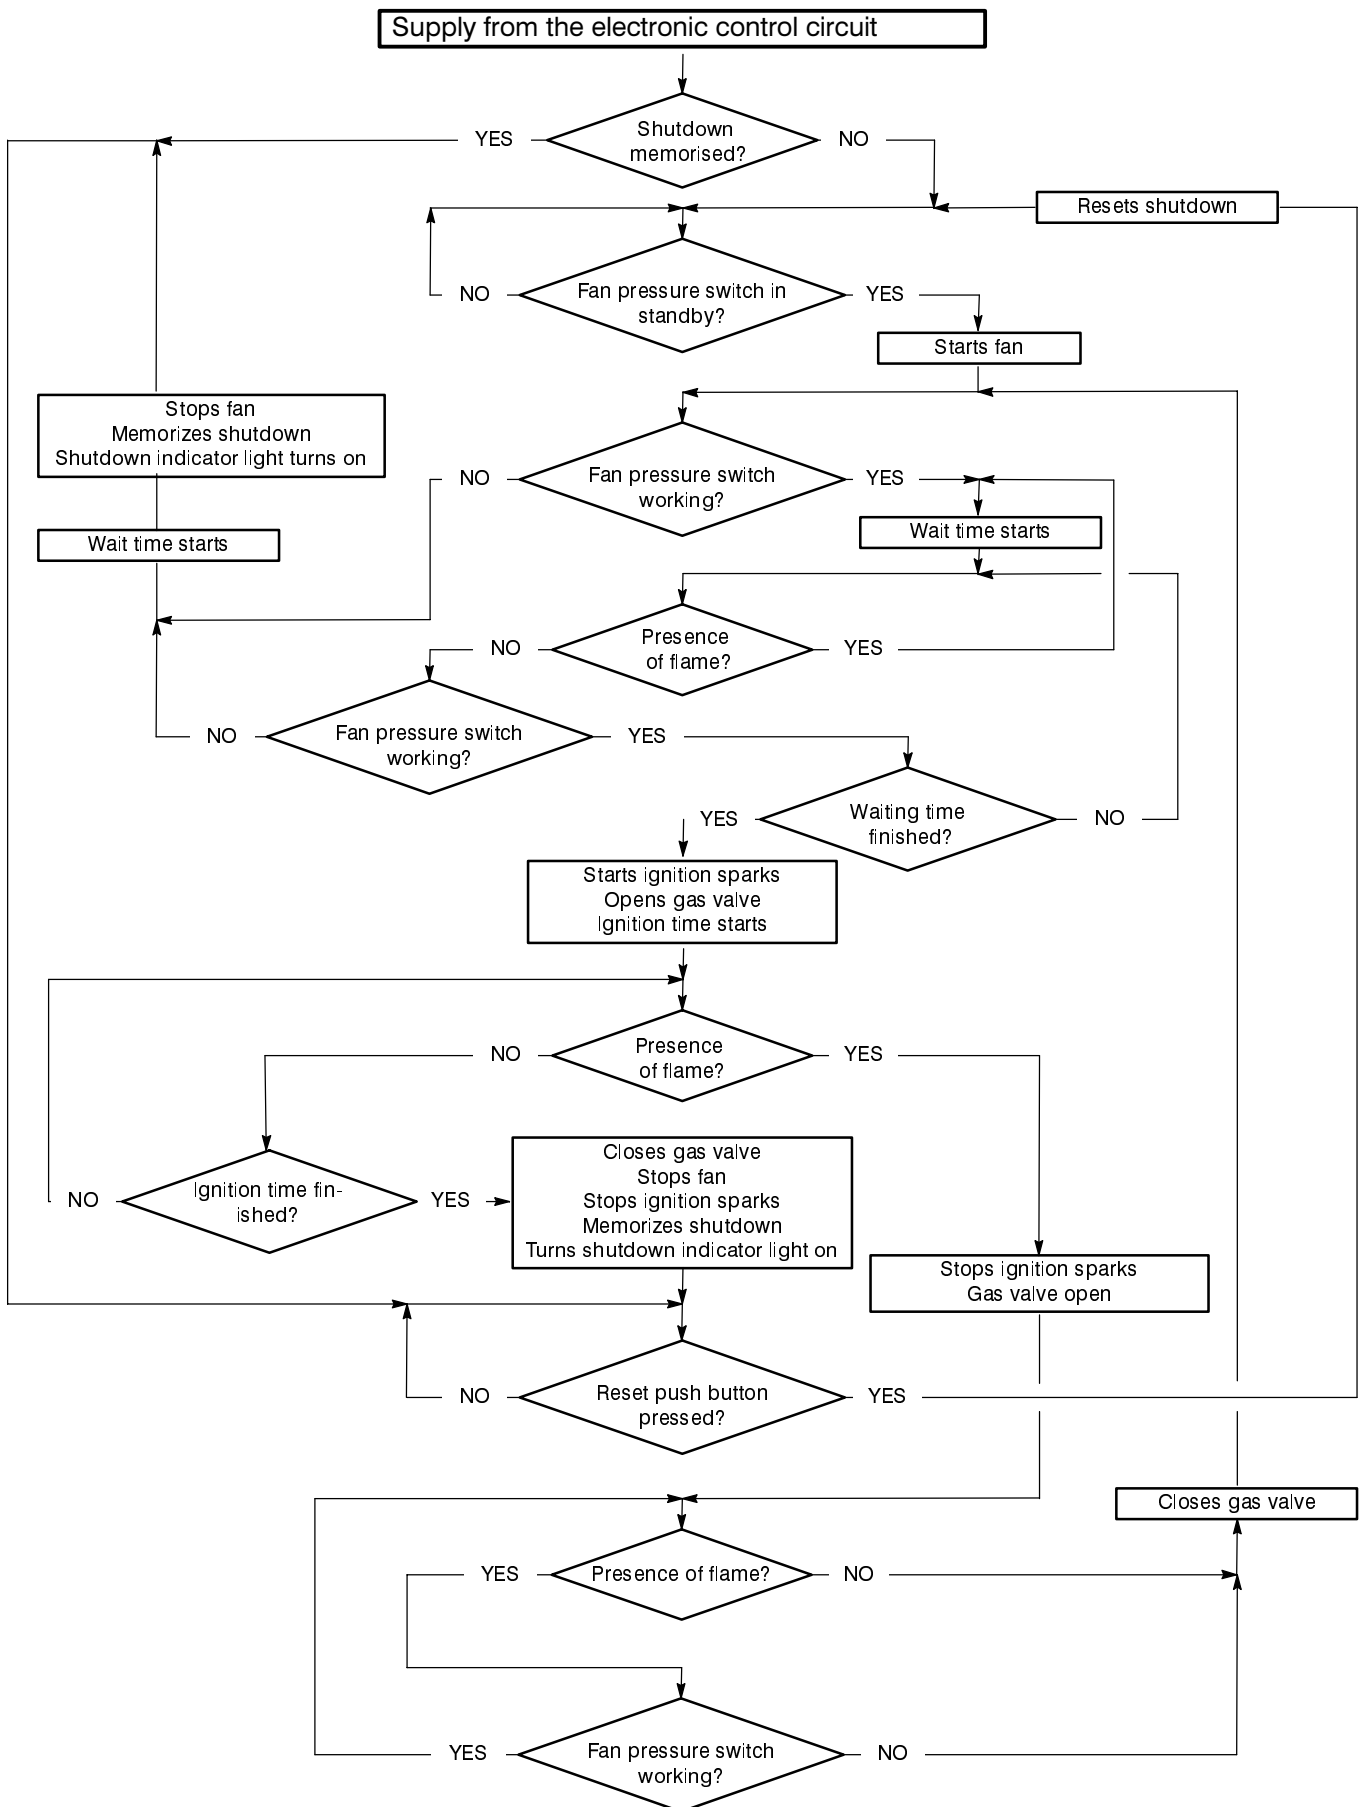 Supply from the electronic control circuit
YES
Shutdown
memorised?
NO
Resets shutdown
NO
Fan pressure switch in
standby?
YES
Starts fan
Stops fan
Memorizes shutdown
Shutdown indicator light turns on
NO
Fan pressure switch
working?
YES
Wait time starts
Wait time starts
NO
Presence
of flame?
YES
NO
Fan pressure switch
working?
YES
YES
Waiting time
finished?
NO
Starts ignition sparks
Opens gas valve
Ignition time starts
NO
Presence
of flame?
YES
NO
Ignition time fin-
ished?
YES
Closes gas valve
Stops fan
Stops ignition sparks
Memorizes shutdown
Turns shutdown indicator light on
Stops ignition sparks
Gas valve open
NO
Reset push button
pressed?
YES
Closes gas valve
YES
Presence of flame?
NO
YES
Fan pressure switch
working?
NO